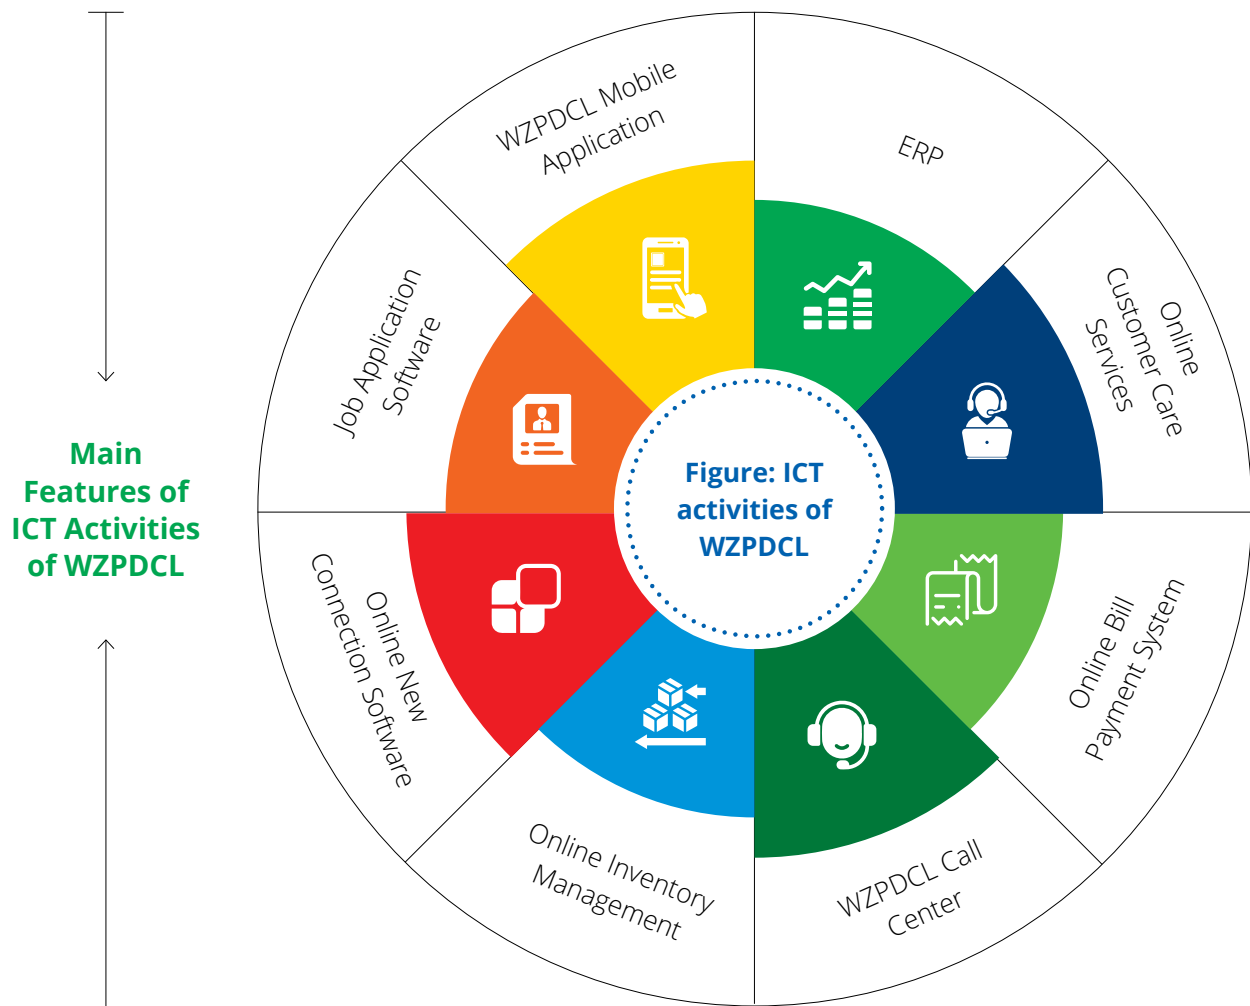 Main
Features of
ICT Activities
of WZPDCL
WZPDCL Mobile
Application
ERP
Online
Customer Care
Services
Online Bill
Payment System
WZPDCL Call
Center
Online Inventory
Management
Online New
Connection Software
Job Application
Software
Figure: ICT
activities of
WZPDCL